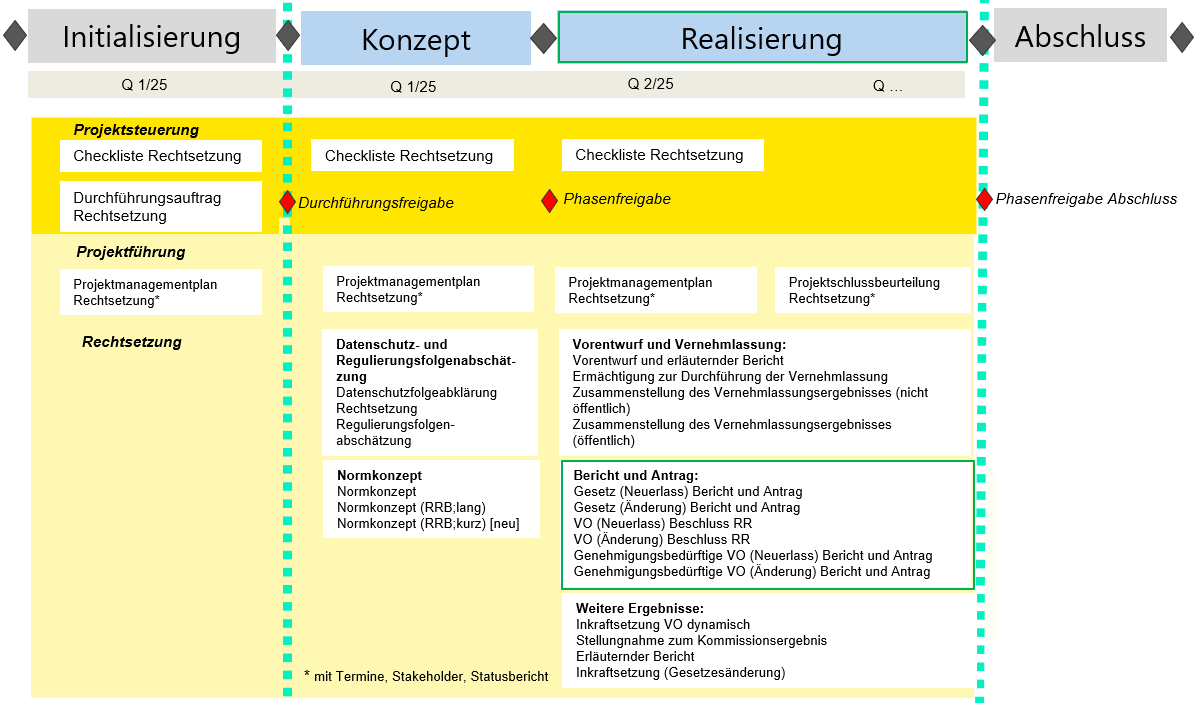 Initialisierung
Konzept
Realisierung
Abschluss
Q 1/25
Q 1/25
Q 2/25
Q ...
Projektsteuerung
Checkliste Rechtsetzung
Checkliste Rechtsetzung
Checkliste Rechtsetzung
Durchführungsauftrag
Rechtsetzung
Durchführungsfreigabe
Phasenfreigabe
Phasenfreigabe Abschluss
Projektführung
Projektmanagementplan
Rechtsetzung*
Projektmanagementplan
Rechtsetzung*
Projektmanagementplan
Rechtsetzung*
Projektschlussbeurteilung
Rechtsetzung*
Rechtsetzung
Datenschutz- und
Regulierungsfolgenabschät-
zung
Datenschutzfolgeabklärung
Rechtsetzung
Regulierungsfolgen-
abschätzung
Normkonzept
Normkonzept
Normkonzept (RRB;lang)
Normkonzept (RRB;kurz) [neu]
Vorentwurf und Vernehmlassung:
Vorentwurf und erläuternder Bericht
Ermächtigung zur Durchführung der Vernehmlassung
Zusammenstellung des Vernehmlassungsergebnisses (nicht
öffentlich)
Zusammenstellung des Vernehmlassungsergebnisses
(öffentlich)
Bericht und Antrag:
Gesetz (Neuerlass) Bericht und Antrag
Gesetz (Änderung) Bericht und Antrag
VO (Neuerlass) Beschluss RR
VO (Änderung) Beschluss RR
Genehmigungsbedürftige VO (Neuerlass) Bericht und Antrag
Genehmigungsbedürftige VO (Änderung) Bericht und Antrag
Weitere Ergebnisse:
Inkraftsetzung VO dynamisch
Stellungnahme zum Kommissionsergebnis
Erläuternder Bericht
Inkraftsetzung (Gesetzesänderung)
* mit Termine, Stakeholder, Statusbericht